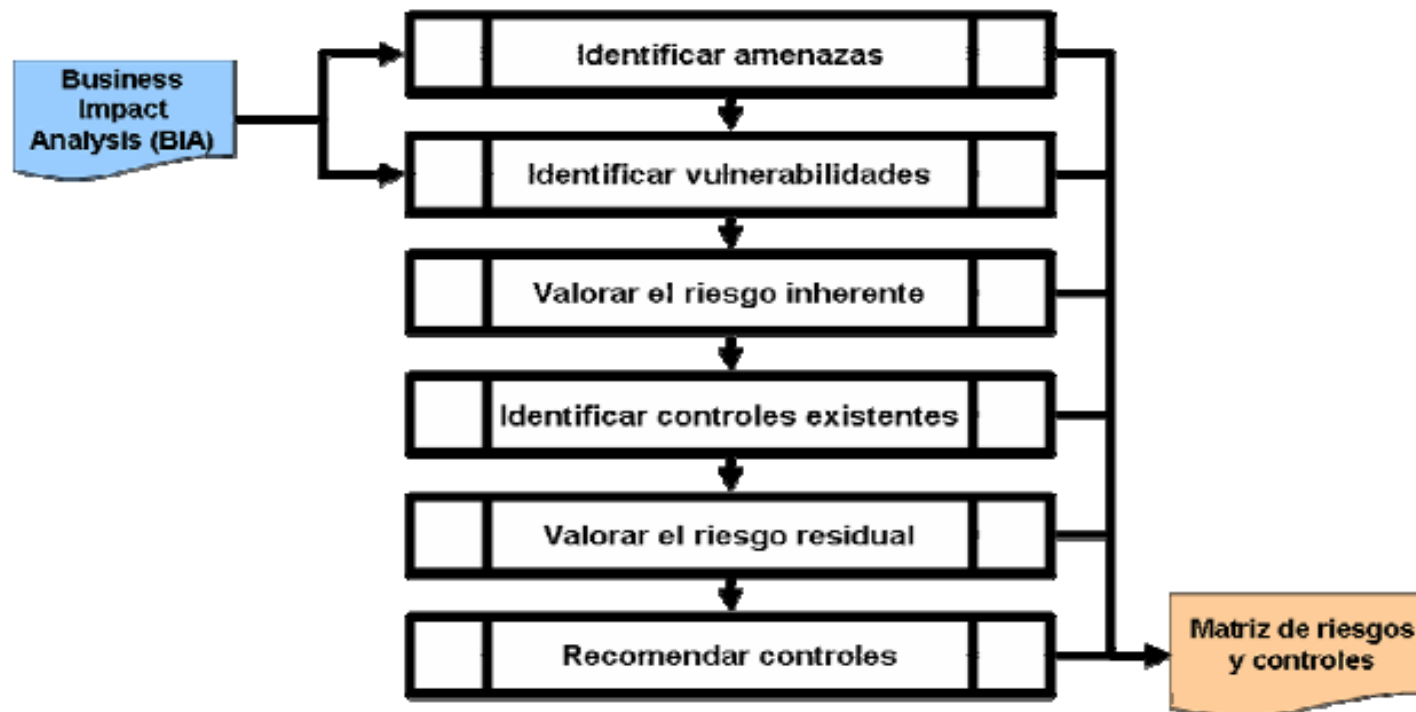 Business
Impact
Analysis (BIA)
Identificar amenazas
Identificar vulnerabilidades
Valorar el riesgo inherente
Identificar controles existentes
Valorar el riesgo residual
Recomendar controles
Matriz de riesgos
y controles